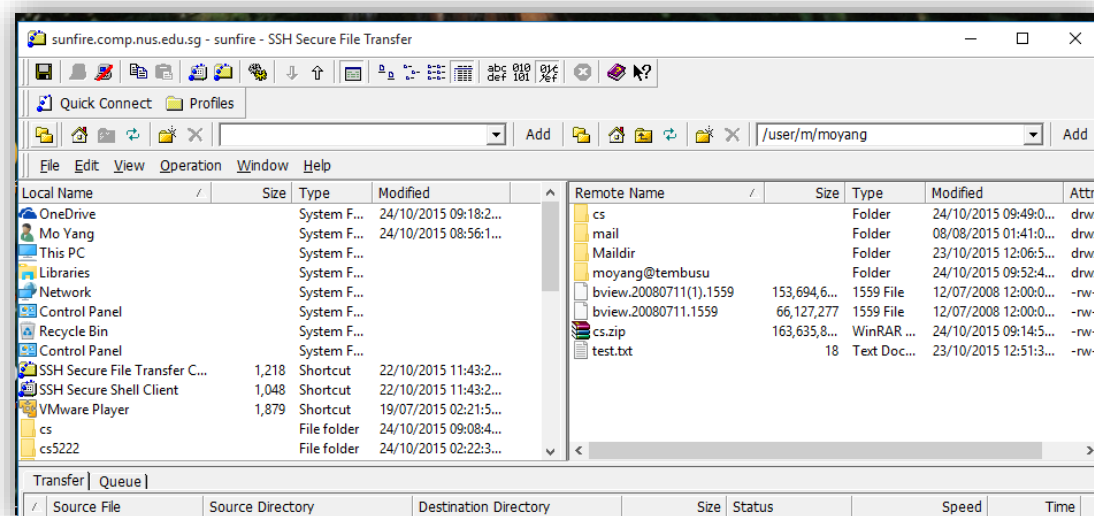 sunfire.comp.nus.edu.sg - sunfire - SSH Secure File Transfer
abc def 010 101
Quick Connect Profiles
Add /user/m/moyang Add
File Edit View Operation Window Help
Local Name / Size Type Modified
OneDrive System F... 24/10/2015 09:18:2...
Mo Yang System F... 24/10/2015 08:56:1...
This PC System F...
Libraries System F...
Network System F...
Control Panel System F...
Recycle Bin System F...
Control Panel System F...
SSH Secure File Transfer C... 1,218 Shortcut 22/10/2015 11:43:2...
SSH Secure Shell Client 1,048 Shortcut 22/10/2015 11:43:2...
VMware Player 1,879 Shortcut 19/07/2015 02:21:5...
cs File folder 24/10/2015 09:08:4...
cs5222 File folder 24/10/2015 02:22:3...
Remote Name / Size Type Modified Attr
cs Folder 24/10/2015 09:49:0... drw
mail Folder 08/08/2015 01:41:0... drw
Maildir Folder 23/10/2015 12:06:5... drw
moyang@tembusu Folder 24/10/2015 09:52:4... drw
bview.20080711(1).1559 153,694,6... 1559 File 12/07/2008 12:00:0... -rw-
bview.20080711.1559 66,127,277 1559 File 12/07/2008 12:00:0... -rw-
cs.zip 163,635,8... WinRAR ... 24/10/2015 09:14:5... -rw-
test.txt 18 Text Doc... 23/10/2015 12:51:3... -rw-
Transfer Queue
/ Source File Source Directory Destination Directory Size Status Speed Time